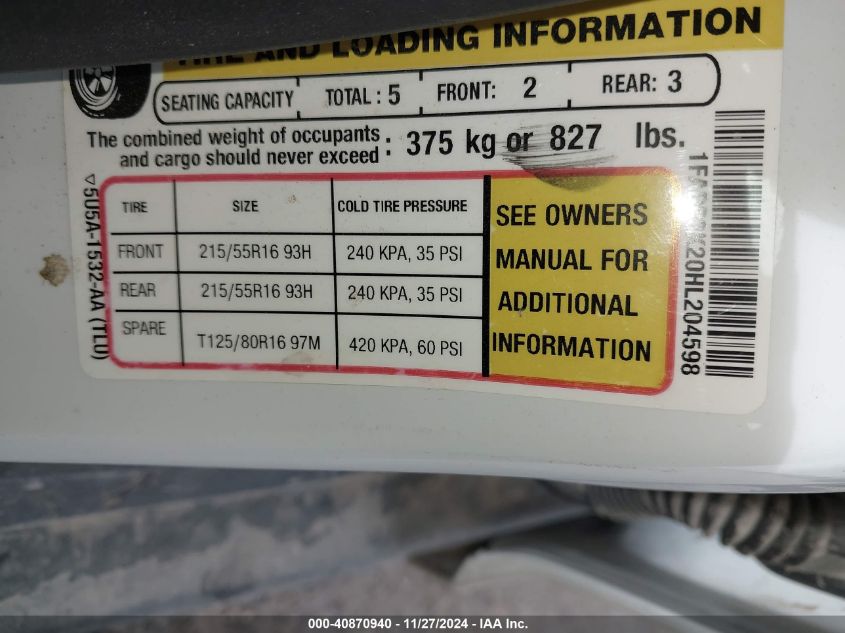 TIRE AND LOADING INFORMATION
SEATING CAPACITY TOTAL : 5 FRONT: 2 REAR: 3
The combined weight of occupants
and cargo should never exceed : 375 kg or 827 lbs.
TIRE SIZE COLD TIRE PRESSURE
FRONT 215/55R16 93H 240 KPA, 35 PSI
REAR 215/55R16 93H 240 KPA, 35 PSI
SPARE T125/80R16 97M 420 KPA, 60 PSI
SEE OWNERS
MANUAL FOR
ADDITIONAL
INFORMATION
5U5A-1532-AA (TLU)
000-40870940 - 11/27/2024 - IAA Inc.